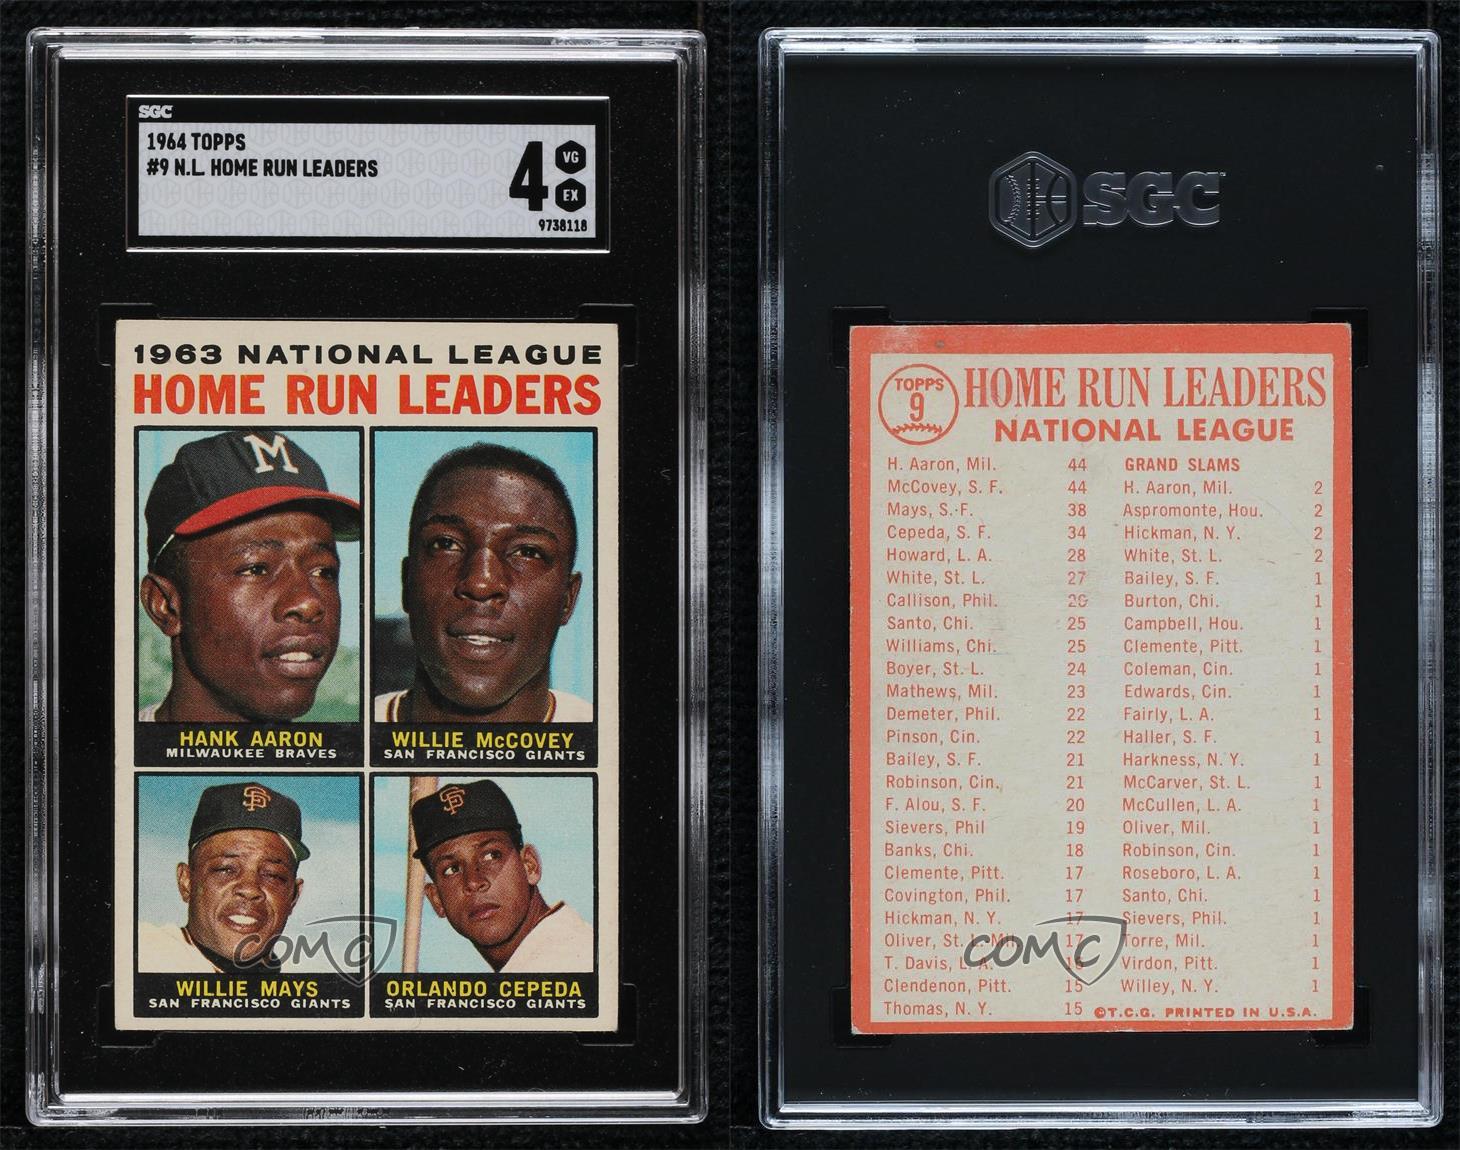 SGC
1964 TOPPS
#9 N.L. HOME RUN LEADERS
4 VG EX
9738118
1963 NATIONAL LEAGUE
HOME RUN LEADERS
M
HANK AARON
MILWAUKEE BRAVES
WILLIE McCOVEY
SAN FRANCISCO GIANTS
SF
SF
WILLIE MAYS
SAN FRANCISCO GIANTS
ORLANDO CEPEDA
SAN FRANCISCO GIANTS
COMC
SGC
TOPPS
9
HOME RUN LEADERS
NATIONAL LEAGUE
H. Aaron, Mil. 44
McCovey, S. F. 44
Mays, S. F. 38
Cepeda, S. F. 34
Howard, L. A. 28
White, St. L. 27
Callison, Phil. 26
Santo, Chi. 25
Williams, Chi. 25
Boyer, St. L. 24
Mathews, Mil. 23
Demeter, Phil. 22
Pinson, Cin. 22
Bailey, S. F. 21
Robinson, Cin. 21
F. Alou, S. F. 20
Sievers, Phil 19
Banks, Chi. 18
Clemente, Pitt. 17
Covington, Phil. 17
Hickman, N. Y. 17
Oliver, St. L.-Mil. 17
T. Davis, L. A. 16
Clendenon, Pitt. 15
Thomas, N. Y. 15
GRAND SLAMS
H. Aaron, Mil. 2
Aspromonte, Hou. 2
Hickman, N. Y. 2
White, St. L. 2
Bailey, S. F. 1
Burton, Chi. 1
Campbell, Hou. 1
Clemente, Pitt. 1
Coleman, Cin. 1
Edwards, Cin. 1
Fairly, L. A. 1
Haller, S. F. 1
Harkness, N. Y. 1
McCarver, St. L. 1
McCullen, L. A. 1
Oliver, Mil. 1
Robinson, Cin. 1
Roseboro, L. A. 1
Santo, Chi. 1
Sievers, Phil. 1
Torre, Mil. 1
Virdon, Pitt. 1
Willey, N. Y. 1
©T.C.G. PRINTED IN U.S.A.
COMC